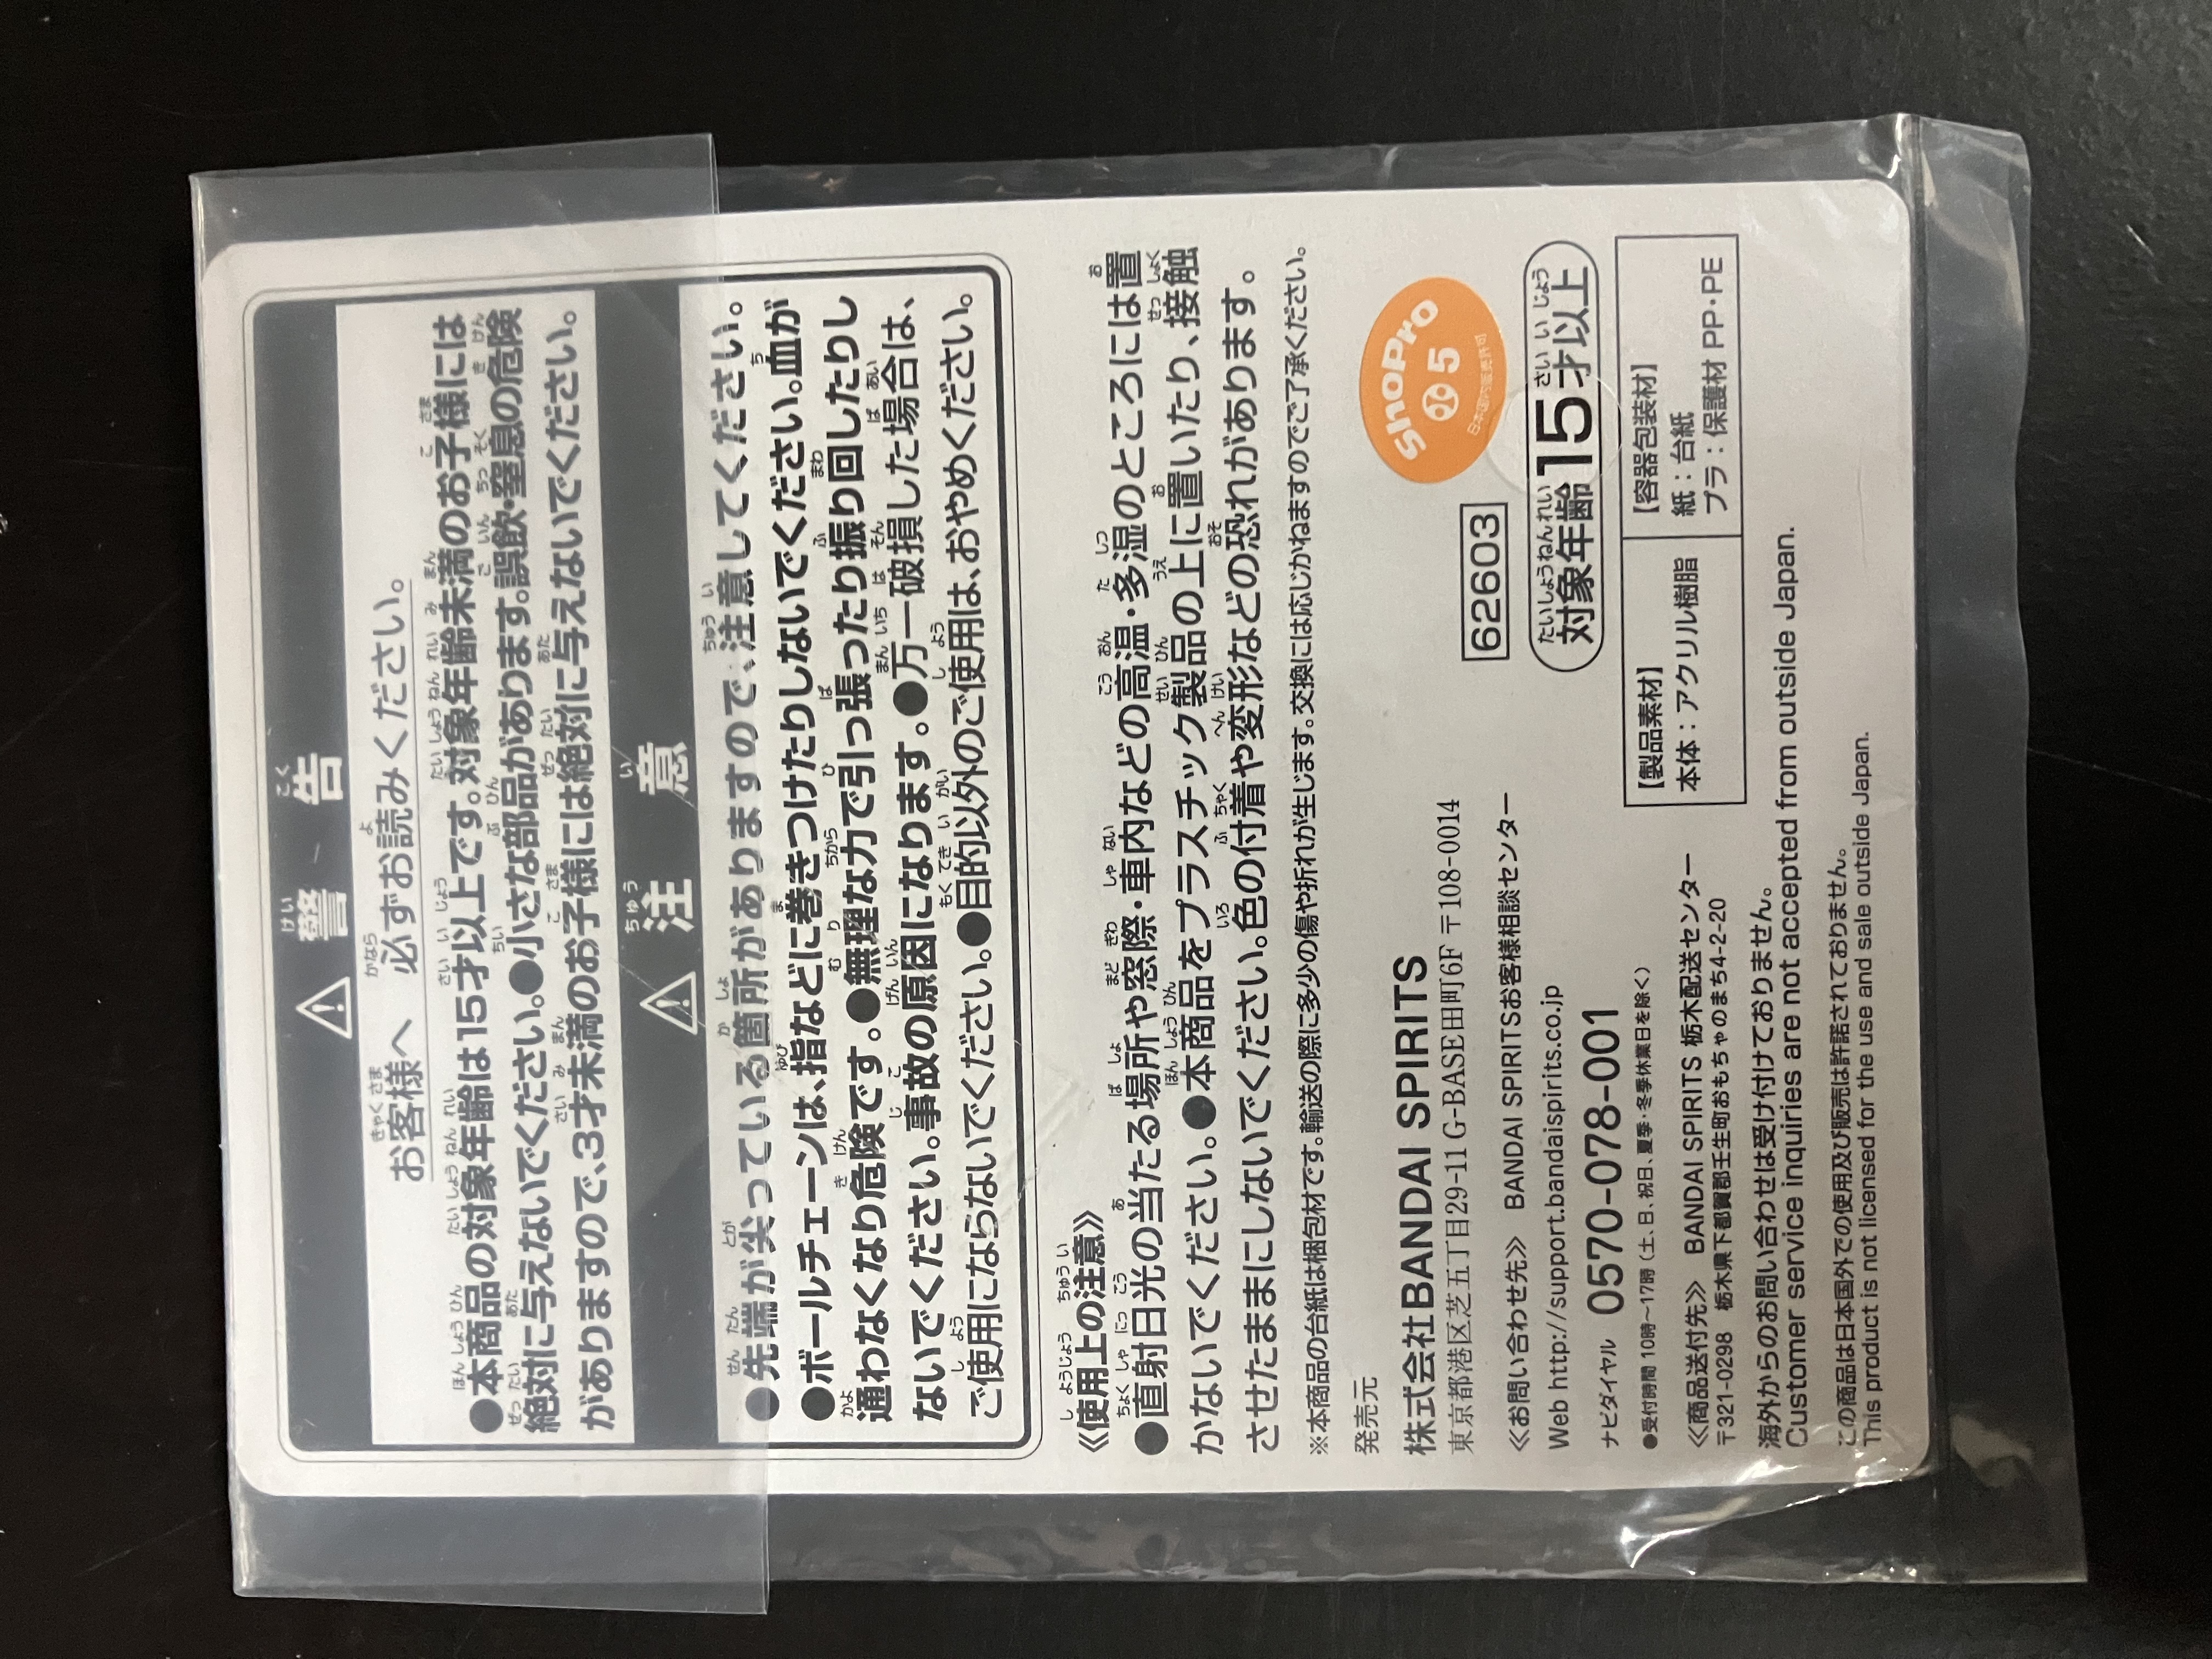 警告
お客様へ 必ずお読みください。
●本商品の対象年齢は15才以上です。対象年齢未満のお子様には
絶対に与えないでください。●小さな部品があります。誤飲・窒息の危険
がありますので、3才未満のお子様には絶対に与えないでください。
注意
●先端が尖っている箇所がありますので、注意してください。
●ボールチェーンは、指などに巻きつけたりしないでください。血が
通わなくなり危険です。●無理な力で引っ張ったり振り回したりし
ないでください。事故の原因になります。●万一破損した場合は、
ご使用にならないでください。●目的以外のご使用は、おやめください。
《使用上の注意》
●直射日光の当たる場所や窓際・車内などの高温・多湿のところには置
かないでください。●本商品をプラスチック製品の上に置いたり、接触
させたままにしないでください。色の付着や変形などの恐れがあります。
※本商品の台紙は梱包材です。輸送の際に多少の傷や折れが生じます。交換には応じかねますのでご了承ください。
発売元
株式会社BANDAI SPIRITS
東京都港区芝五丁目29-11 G-BASE田町6F 〒108-0014
《お問い合わせ先》 BANDAI SPIRITSお客様相談センター
Web http://support.bandaispirits.co.jp
ナビダイヤル 0570-078-001
●受付時間 10時〜17時(土、日、祝日、夏季・冬季休業日を除く)
《商品送付先》 BANDAI SPIRITS 栃木配送センター
〒321-0298 栃木県下都賀郡壬生町おもちゃのまち4-2-20
海外からのお問い合わせは受け付けておりません。
Customer service inquiries are not accepted from outside Japan.
この商品は日本国外での使用及び販売は許諾されておりません。
This product is not licensed for the use and sale outside Japan.
62603
ShoPro
小 5
日本国内販売許可
対象年齢15才以上
【製品素材】
本体：アクリル樹脂
【容器包装材】
紙：台紙
プラ：保護材 PP・PE